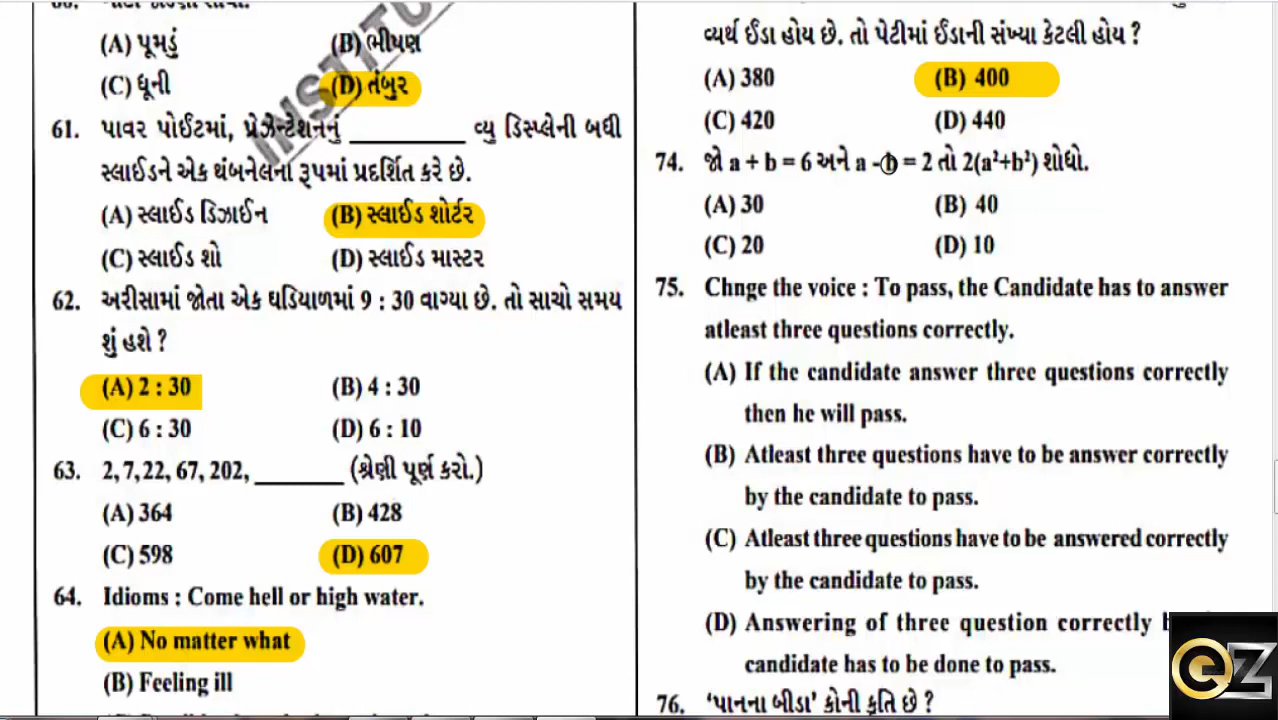 60.
(A) પૂમડું (B) ભીષણ
(C) ધૂની (D) તંબુર
61. પાવર પોઈંટમાં, પ્રેઝેન્ટેશનનું ________ વ્યુ ડિસ્પ્લેની બધી
સ્લાઈડને એક થંબનેલના રૂપમાં પ્રદર્શિત કરે છે.
(A) સ્લાઈડ ડિઝાઈન (B) સ્લાઈડ શોર્ટર
(C) સ્લાઈડ શો (D) સ્લાઈડ માસ્ટર
62. અરીસામાં જોતા એક ઘડિયાળમાં 9 : 30 વાગ્યા છે. તો સાચો સમય
શું હશે ?
(A) 2 : 30 (B) 4 : 30
(C) 6 : 30 (D) 6 : 10
63. 2, 7, 22, 67, 202, ________ (શ્રેણી પૂર્ણ કરો.)
(A) 364 (B) 428
(C) 598 (D) 607
64. Idioms : Come hell or high water.
(A) No matter what
(B) Feeling ill
INSTITU
વ્યર્થ ઈંડા હોય છે. તો પેટીમાં ઈંડાની સંખ્યા કેટલી હોય ?
(A) 380 (B) 400
(C) 420 (D) 440
74. જો a + b = 6 અને a - b = 2 તો 2(a²+b²) શોધો.
(A) 30 (B) 40
(C) 20 (D) 10
75. Chnge the voice : To pass, the Candidate has to answer
atleast three questions correctly.
(A) If the candidate answer three questions correctly
then he will pass.
(B) Atleast three questions have to be answer correctly
by the candidate to pass.
(C) Atleast three questions have to be answered correctly
by the candidate to pass.
(D) Answering of three question correctly
candidate has to be done to pass.
76. ‘પાનના બીડા’ કોની કૃતિ છે ?
eZ